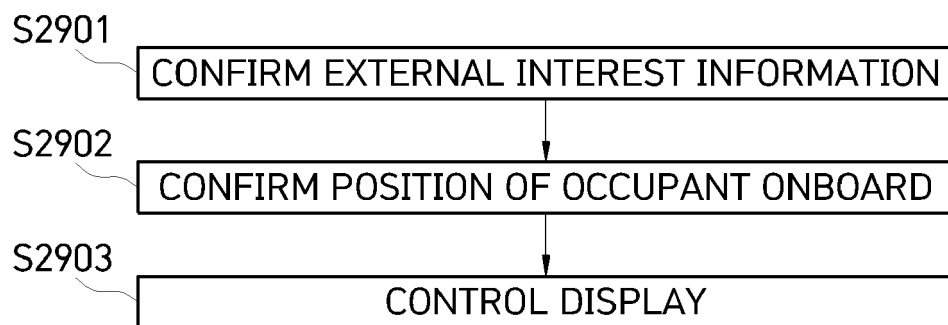 S2901
CONFIRM EXTERNAL INTEREST INFORMATION
S2902
CONFIRM POSITION OF OCCUPANT ONBOARD
S2903
CONTROL DISPLAY